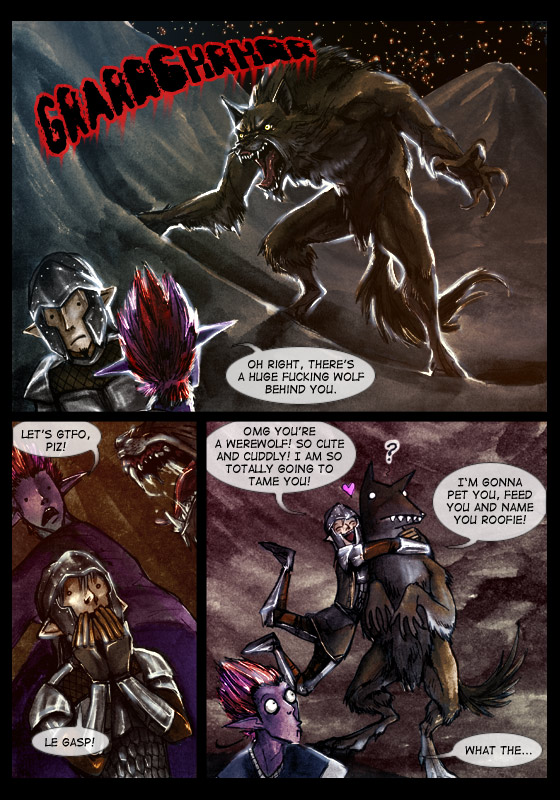 GRARRGHRHRR
OH RIGHT, THERE'S
A HUGE FUCKING WOLF
BEHIND YOU.
LET'S GTFO,
PIZ!
LE GASP!
OMG YOU'RE
A WEREWOLF! SO CUTE
AND CUDDLY! I AM SO
TOTALLY GOING TO
TAME YOU!
?
I'M GONNA
PET YOU, FEED
YOU AND NAME
YOU ROOFIE!
WHAT THE...